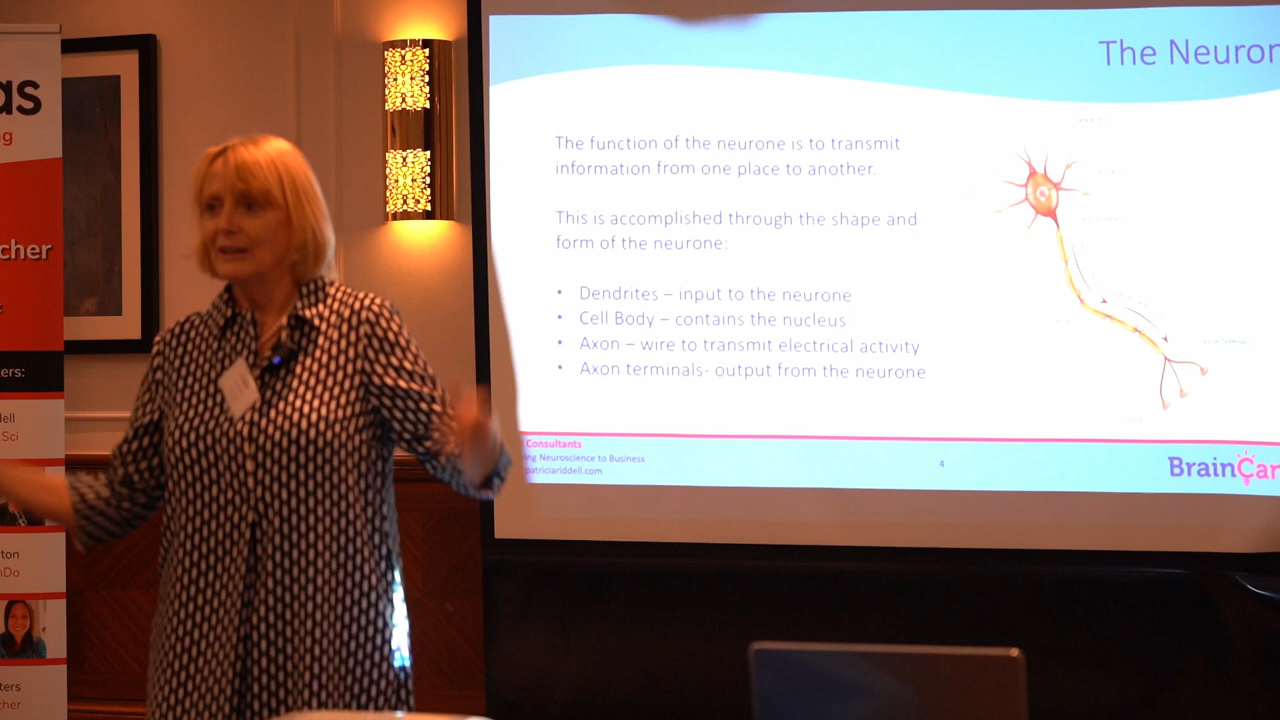 as
g
cher
ers:
ell
.Sci
ton
nDo
ters
cher
The Neuron
The function of the neurone is to transmit
information from one place to another.
This is accomplished through the shape and
form of the neurone:
• Dendrites – input to the neurone
• Cell Body – contains the nucleus
• Axon – wire to transmit electrical activity
• Axon terminals- output from the neurone
Consultants
ng Neuroscience to Business
patriciariddell.com
4
BrainCan